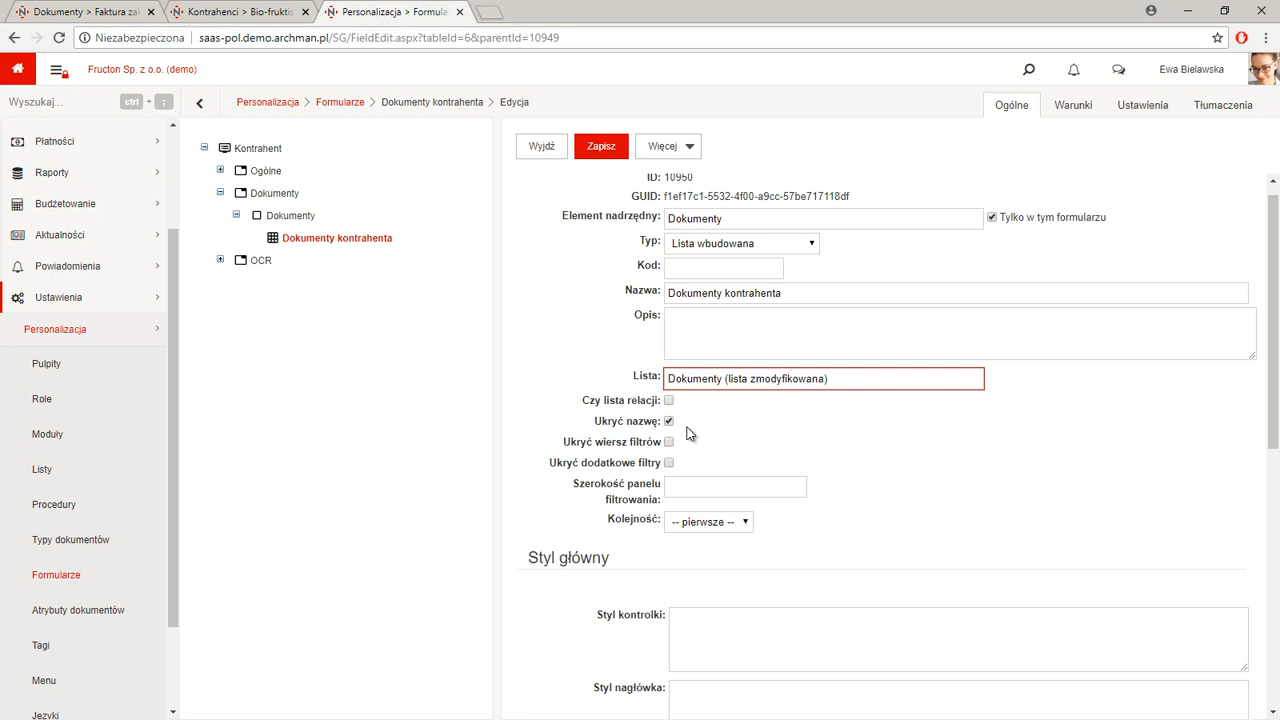 Dokumenty > Faktura za
Kontrahenci > Bio-fruktis
Personalizacja > Formula
Niezabezpieczona
saas-pol.demo.archman.pl/SG/FieldEdit.aspx?tableId=6&parentId=10949
Fructon Sp. z o.o. (demo)
Ewa Bielawska
Wyszukaj...
ctrl + ;
Personalizacja > Formularze > Dokumenty kontrahenta > Edycja
Ogólne
Warunki
Ustawienia
Tłumaczenia
Płatności
Raporty
Budżetowanie
Aktualności
Powiadomienia
Ustawienia
Personalizacja
Pulpity
Role
Moduły
Listy
Procedury
Typy dokumentów
Formularze
Atrybuty dokumentów
Tagi
Menu
Języki
Kontrahent
Ogólne
Dokumenty
Dokumenty
Dokumenty kontrahenta
OCR
Wyjdź
Zapisz
Więcej
ID: 10950
GUID: f1ef17c1-5532-4f00-a9cc-57be717118df
Element nadrzędny: Dokumenty
Tylko w tym formularzu
Typ: Lista wbudowana
Kod:
Nazwa: Dokumenty kontrahenta
Opis:
Lista: Dokumenty (lista zmodyfikowana)
Czy lista relacji:
Ukryć nazwę:
Ukryć wiersz filtrów
Ukryć dodatkowe filtry
Szerokość panelu
filtrowania:
Kolejność: -- pierwsze --
Styl główny
Styl kontrolki:
Styl nagłówka: